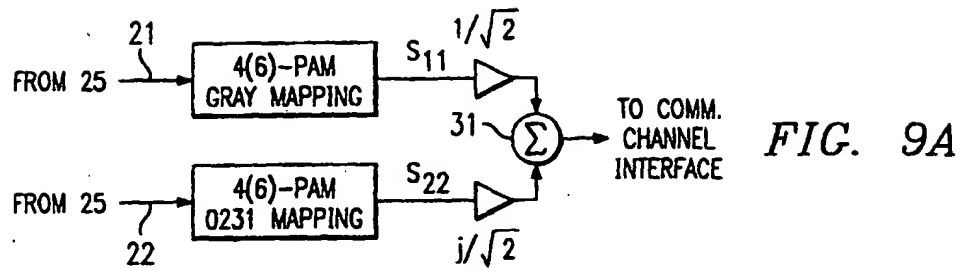 21
FROM 25
4(6)-PAM
GRAY MAPPING
S11
1/√2
31
Σ
TO COMM.
CHANNEL
INTERFACE
FIG. 9A
FROM 25
22
4(6)-PAM
0231 MAPPING
S22
j/√2